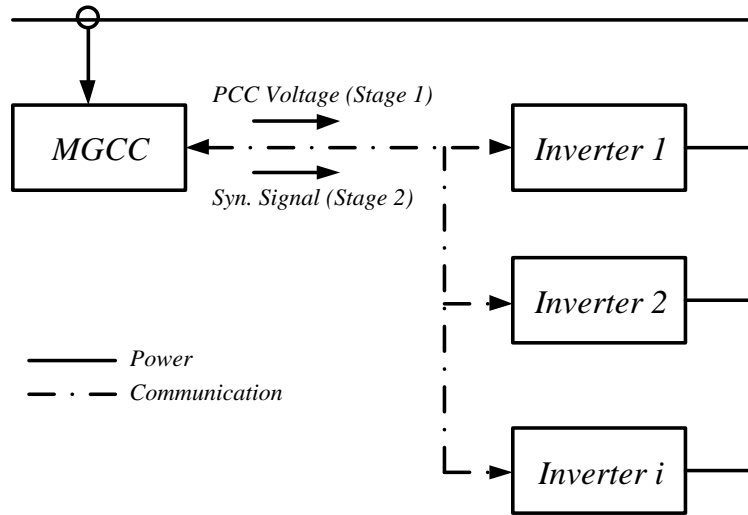 PCC Voltage (Stage 1)
MGCC
Inverter 1
Syn. Signal (Stage 2)
Inverter 2
Power
Communication
Inverter i